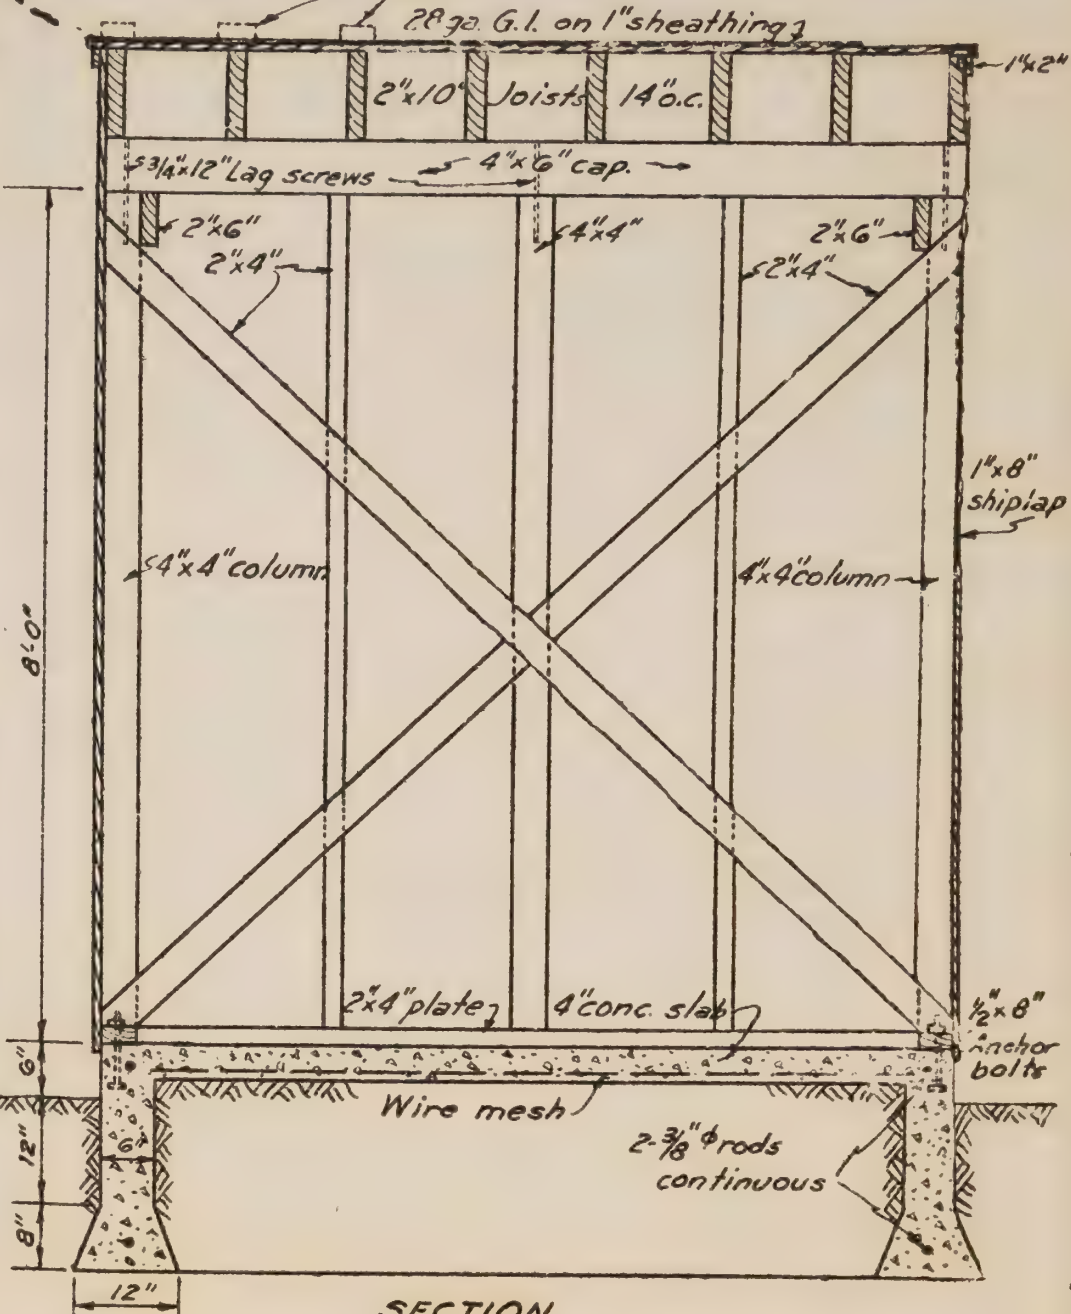 28 ga. G.I. on 1" sheathing
1"x2"
2"x10" Joists 14" o.c.
3/4"x12" Lag screws
4"x6" cap.
2"x6"
4"x4"
2"x6"
2"x4"
2"x4"
1"x8"
shiplap
4"x4" column
4"x4" column
8'-0"
2"x4" plate
4" conc. slab
1/2"x8"
Anchor
bolts
6"
Wire mesh
12"
6"
2-3/8" ϕ rods
continuous
8"
12"
SECTION